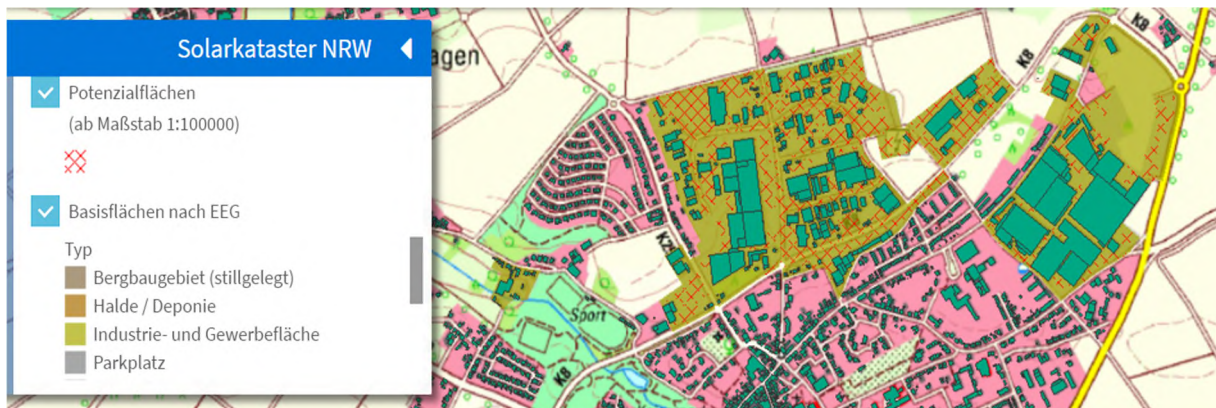 Solarkataster NRW
Potenzialflächen
(ab Maßstab 1:100000)
Basisflächen nach EEG
Typ
Bergbaugebiet (stillgelegt)
Halde / Deponie
Industrie- und Gewerbefläche
Parkplatz
agen
K8
K8
Sport
K8